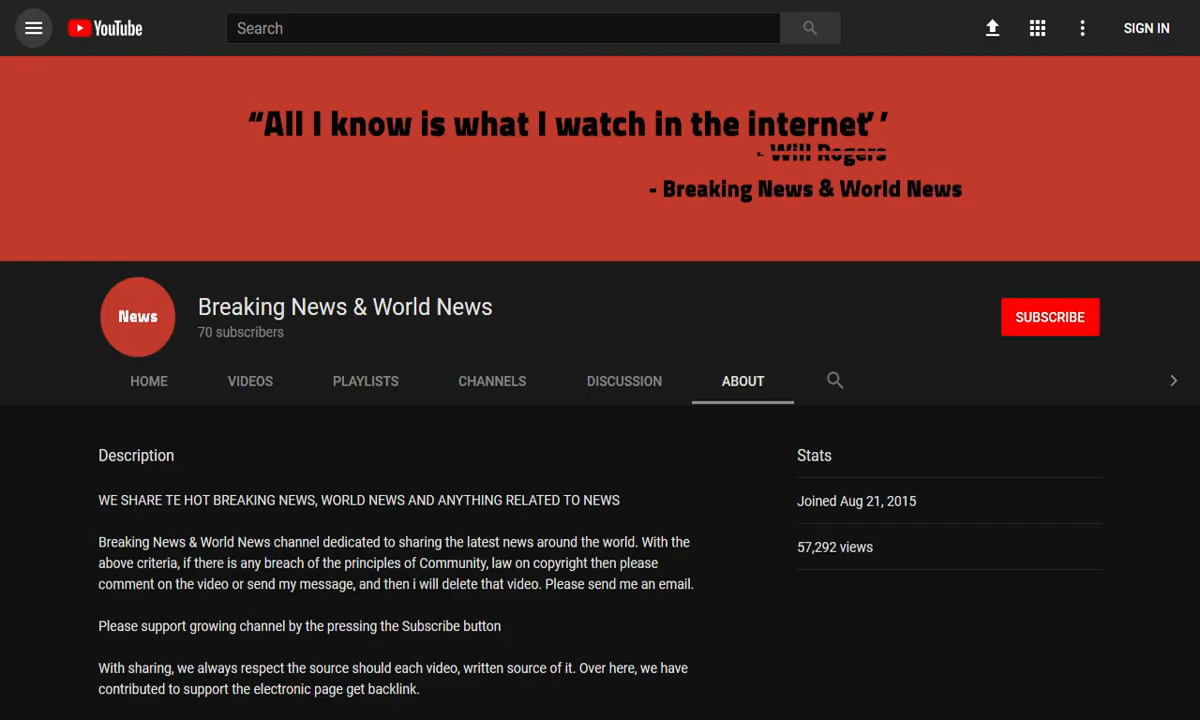 YouTube
Search
SIGN IN
“All I know is what I watch in the internet’’
- Will Rogers
- Breaking News & World News
News
Breaking News & World News
70 subscribers
SUBSCRIBE
HOME VIDEOS PLAYLISTS CHANNELS DISCUSSION ABOUT
Description
WE SHARE TE HOT BREAKING NEWS, WORLD NEWS AND ANYTHING RELATED TO NEWS
Breaking News & World News channel dedicated to sharing the latest news around the world. With the
above criteria, if there is any breach of the principles of Community, law on copyright then please
comment on the video or send my message, and then i will delete that video. Please send me an email.
Please support growing channel by the pressing the Subscribe button
With sharing, we always respect the source should each video, written source of it. Over here, we have
contributed to support the electronic page get backlink.
Stats
Joined Aug 21, 2015
57,292 views